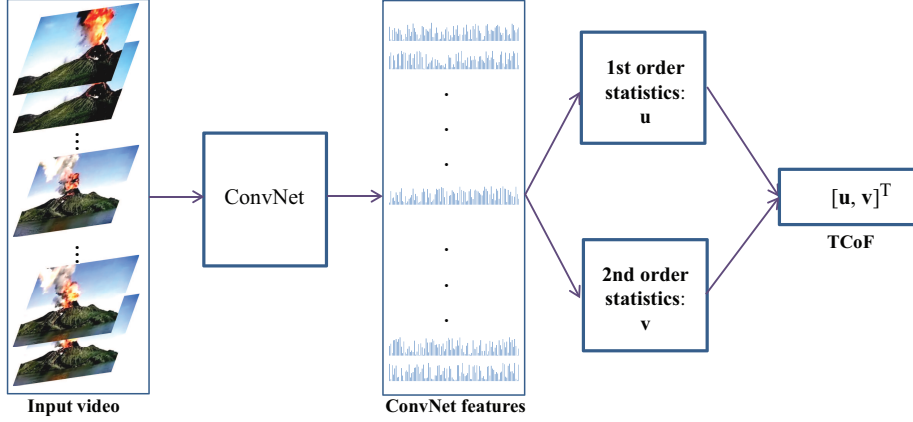 Input video
ConvNet
ConvNet features
1st order
statistics:
u
2nd order
statistics:
v
[u, v]ᵀ
TCoF